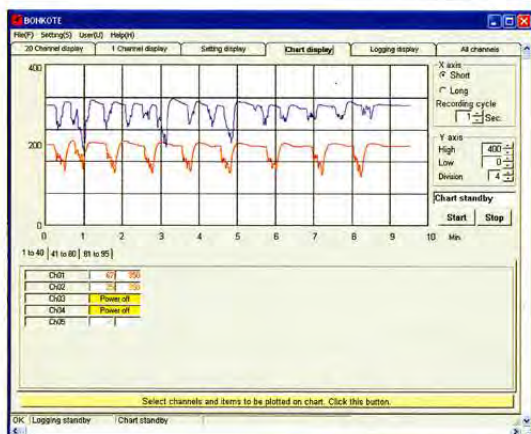 BONKOTE
File(F) Setting(S) User(U) Help(H)
20 Channel display 1 Channel display Setting display Chart display Logging display All channels
400
200
0
0 1 2 3 4 5 6 7 8 9 10 Min.
X axis
Short
Long
Recording cycle
1 Sec.
Y axis
High 400
Low 0
Division 4
Chart standby
Start Stop
1 to 40 41 to 80 81 to 95
Ch01 350
Ch02 350
Ch03 Power off
Ch04 Power off
Ch05
Select channels and items to be plotted on chart. Click this button.
OK Logging standby Chart standby